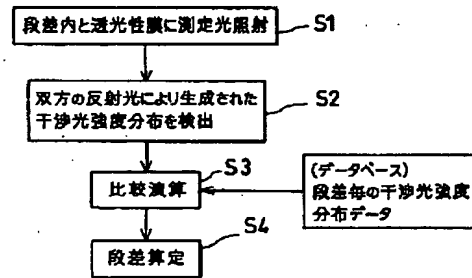 段差内と透光性膜に測定光照射
S1
双方の反射光により生成された
干渉光強度分布を検出
S2
比較演算
S3
(データベース)
段差毎の干渉光強度
分布データ
段差算定
S4